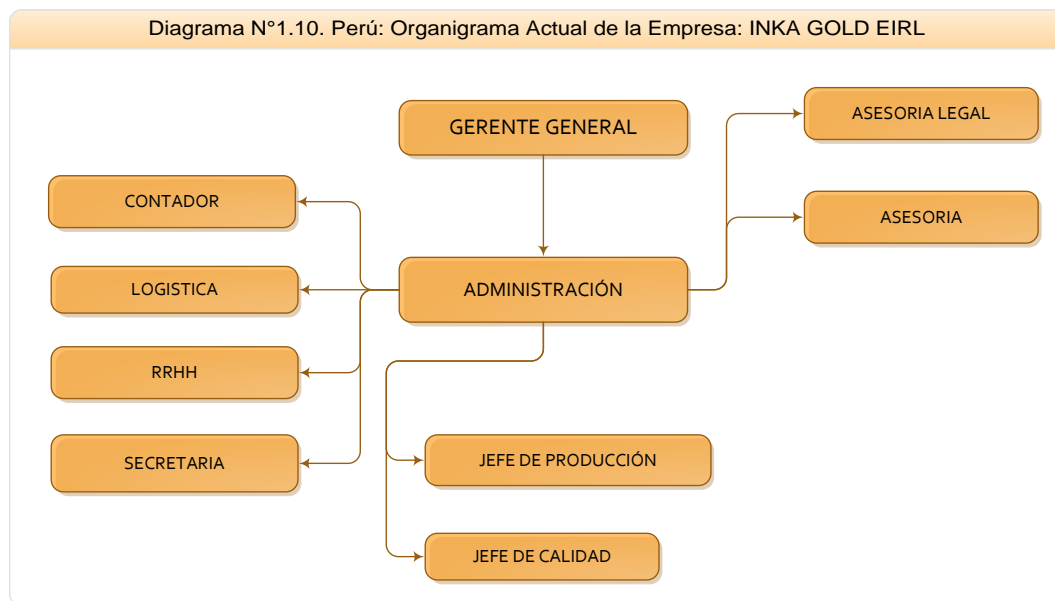 Diagrama N°1.10. Perú: Organigrama Actual de la Empresa: INKA GOLD EIRL
GERENTE GENERAL
ASESORIA LEGAL
CONTADOR
ASESORIA
LOGISTICA
ADMINISTRACIÓN
RRHH
SECRETARIA
JEFE DE PRODUCCIÓN
JEFE DE CALIDAD